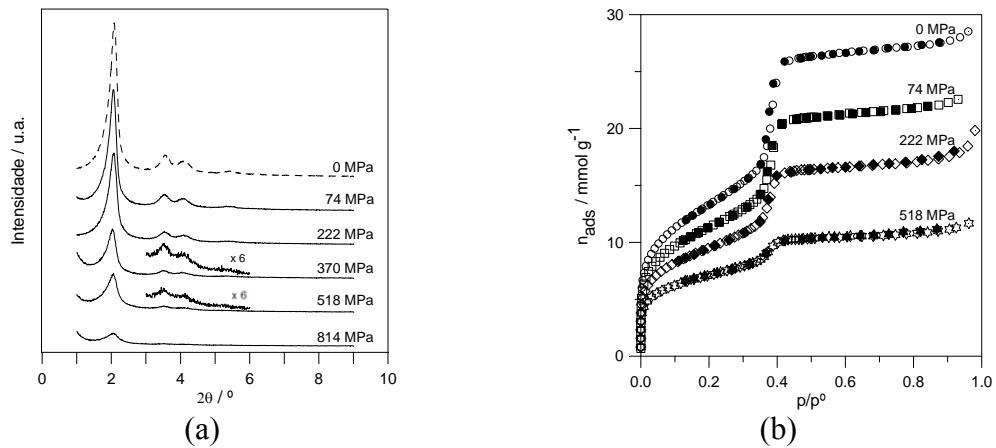 (a)
Intensidade / u.a.
0 MPa
74 MPa
222 MPa
x 6
370 MPa
x 6
518 MPa
814 MPa
0 2 4 6 8 10
2θ / º
(b)
30
20
10
0
n_ads / mmol g⁻¹
0 MPa
74 MPa
222 MPa
518 MPa
0.0 0.2 0.4 0.6 0.8 1.0
p/pº